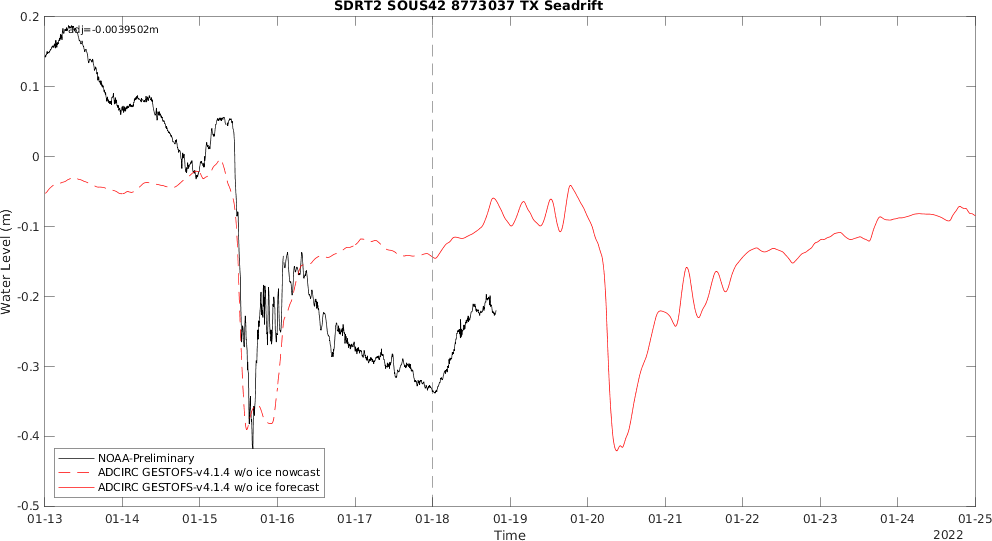 SDRT2 SOUS42 8773037 TX Seadrift
adj=-0.0039502m
0.2
0.1
0
-0.1
-0.2
-0.3
-0.4
-0.5
Water Level (m)
NOAA-Preliminary
ADCIRC GESTOFS-v4.1.4 w/o ice nowcast
ADCIRC GESTOFS-v4.1.4 w/o ice forecast
01-13 01-14 01-15 01-16 01-17 01-18 01-19 01-20 01-21 01-22 01-23 01-24 01-25
Time
2022